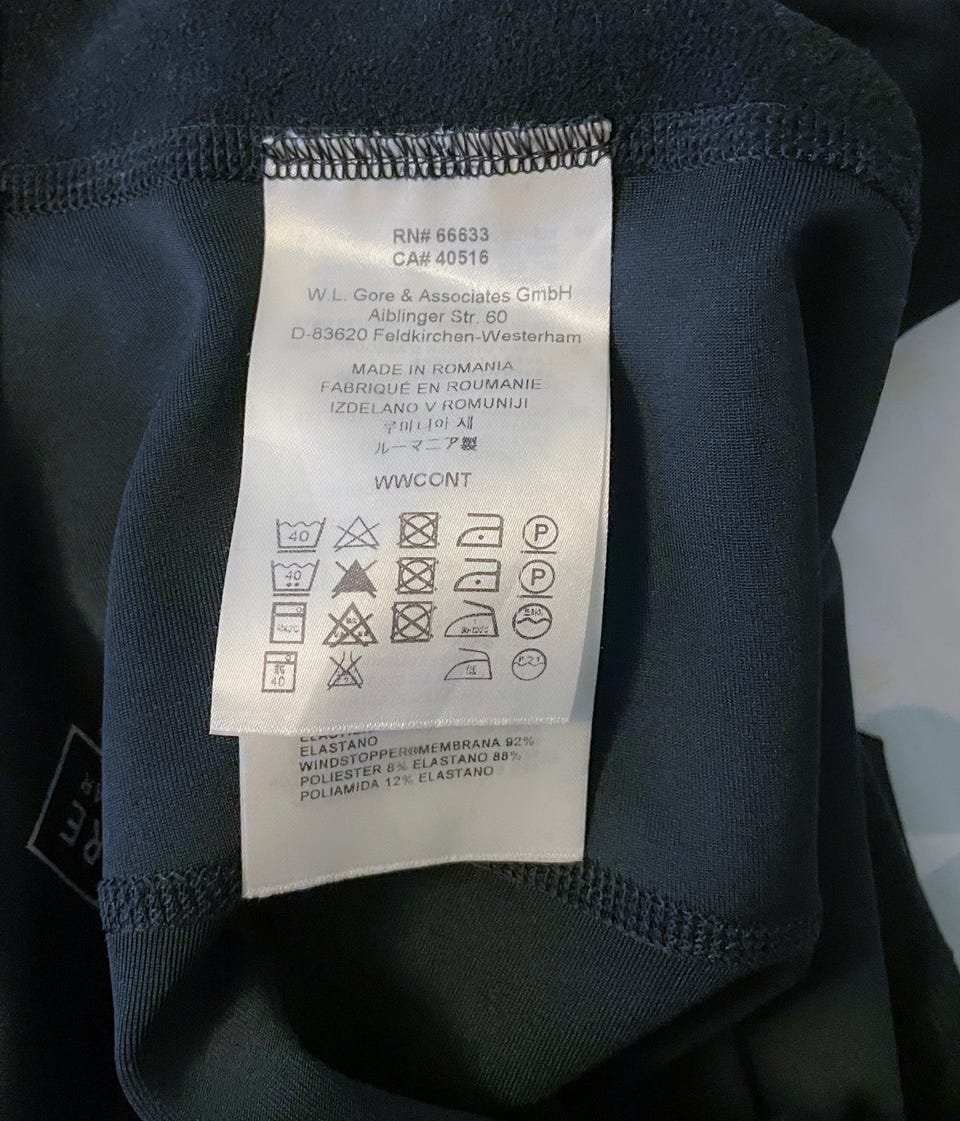 RN# 66633
CA# 40516
W.L. Gore & Associates GmbH
Aiblinger Str. 60
D-83620 Feldkirchen-Westerham
MADE IN ROMANIA
FABRIQUÉ EN ROUMANIE
IZDELANO V ROMUNIJI
루마니아 제
ルーマニア製
WWCONT
40 P
40 P
40
ELASTANO
WINDSTOPPER®MEMBRANA 92%
POLIESTER 8% ELASTANO 88%
POLIAMIDA 12% ELASTANO
RE